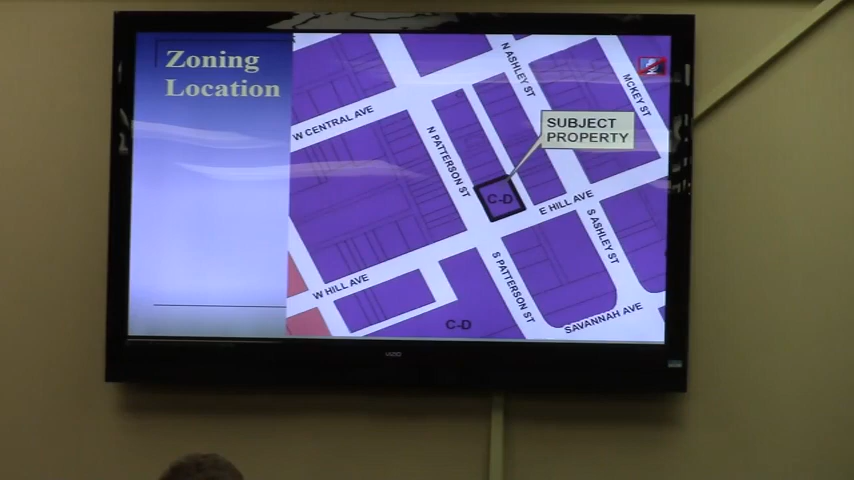 Zoning
Location
W CENTRAL AVE
N ASHLEY ST
MCKEY ST
SUBJECT
PROPERTY
N PATTERSON ST
C-D
E HILL AVE
S ASHLEY ST
W HILL AVE
S PATTERSON ST
C-D
SAVANNAH AVE
VIZIO